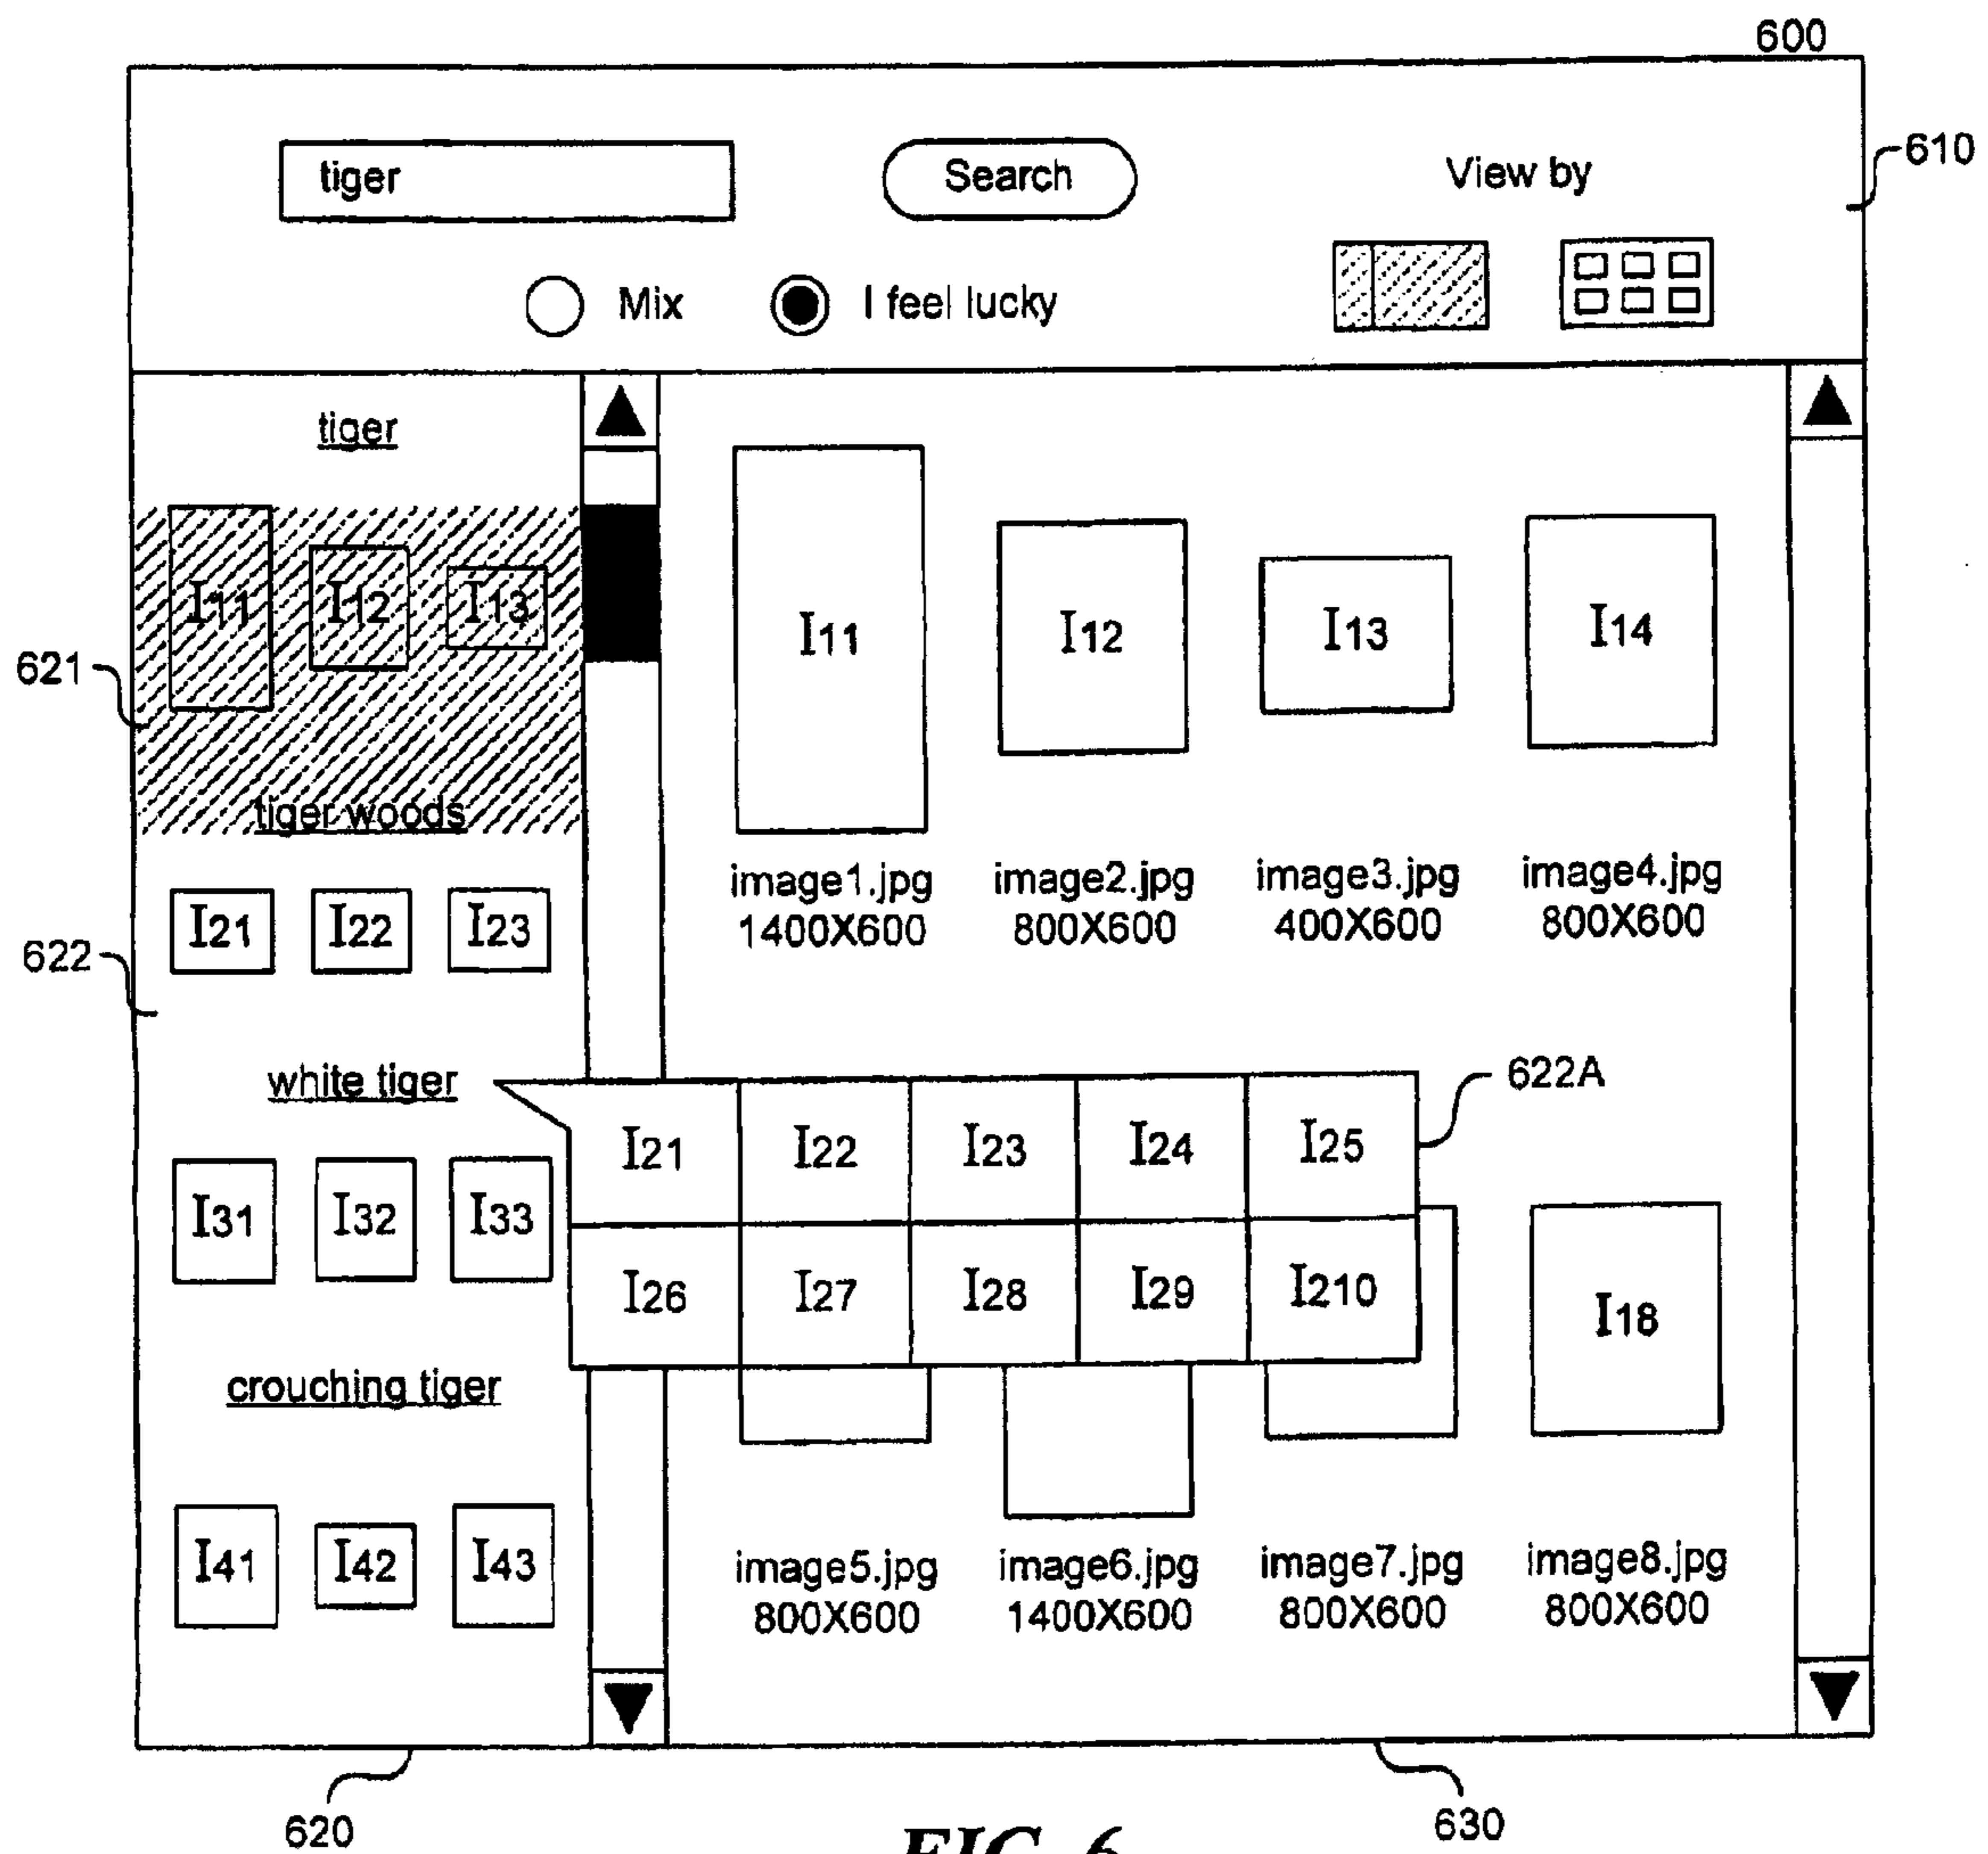 600
610
tiger
Search
View by
Mix
I feel lucky
tiger
I11
I12
I13
621
tiger woods
I21
I22
I23
622
white tiger
I31
I32
I33
crouching tiger
I41
I42
I43
620
I11
I12
I13
I14
image1.jpg
image2.jpg
image3.jpg
image4.jpg
1400X600
800X600
400X600
800X600
622A
I21
I22
I23
I24
I25
I26
I27
I28
I29
I210
I18
image5.jpg
image6.jpg
image7.jpg
image8.jpg
800X600
1400X600
800X600
800X600
630
FIG. 6